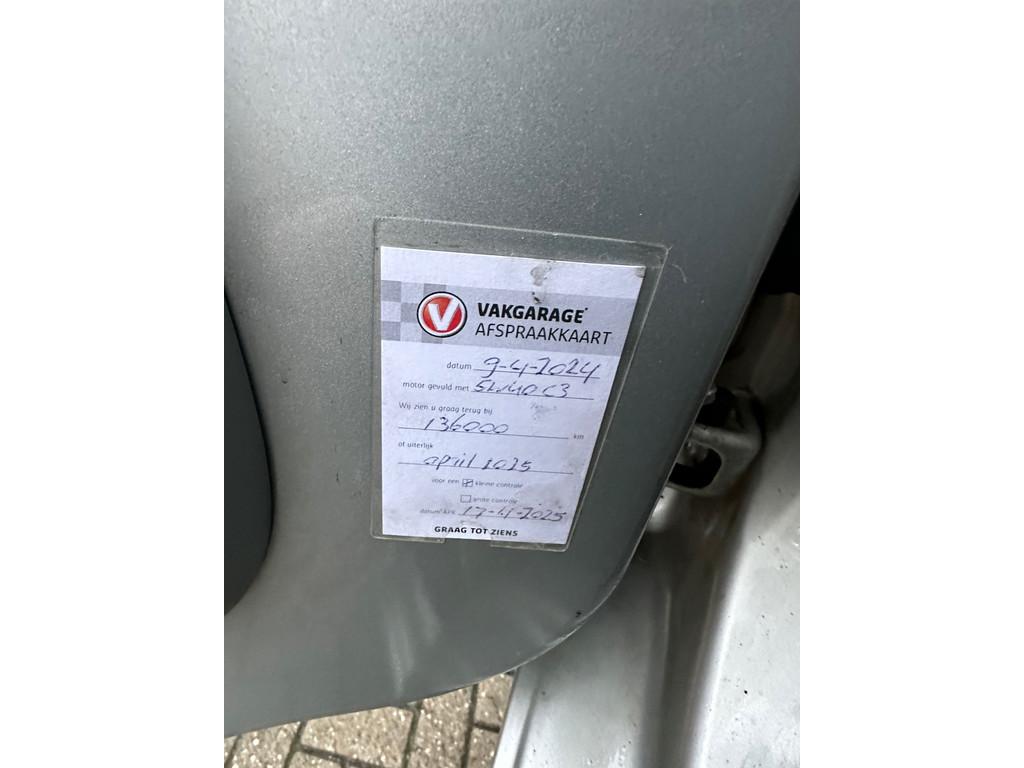 V VAKGARAGE
AFSPRAAKKAART
datum 9-4-2024
motor gevuld met 5W40 C3
Wij zien u graag terug bij
136000 km
of uiterlijk
april 2025
voor een kleine controle
grote controle
datum APK 17-4-2025
GRAAG TOT ZIENS